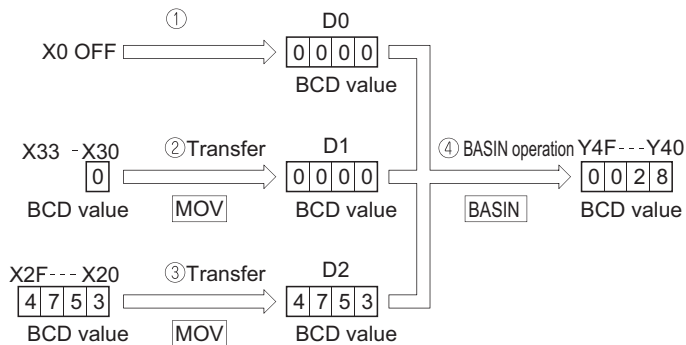 ① D0
X0 OFF 0 0 0 0
BCD value
X33 - X30 ②Transfer D1 ④ BASIN operation Y4F---Y40
0 0 0 0 0 0 0 2 8
BCD value MOV BCD value BASIN BCD value
X2F--- X20 ③Transfer D2
4 7 5 3 4 7 5 3
BCD value MOV BCD value